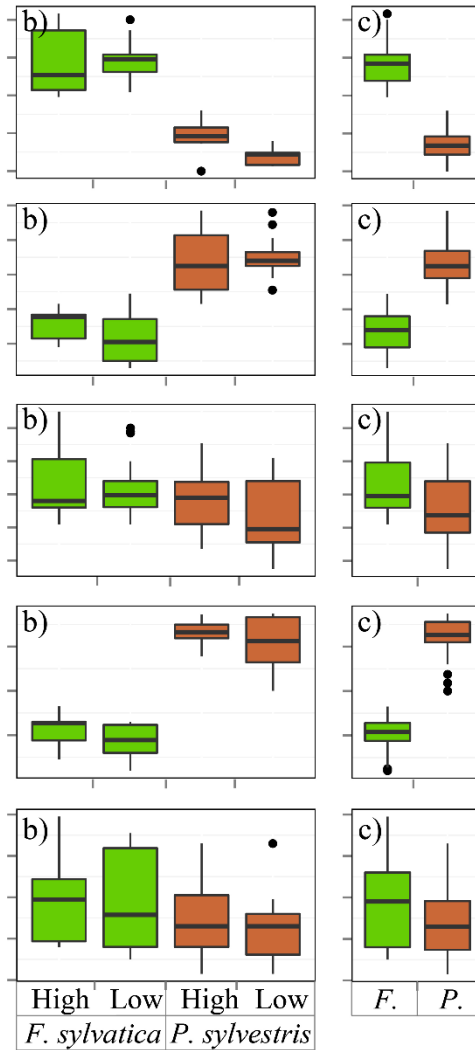 b) c)
b) c)
b) c)
b) c)
b) c)
High Low High Low F. P.
F. sylvatica P. sylvestris